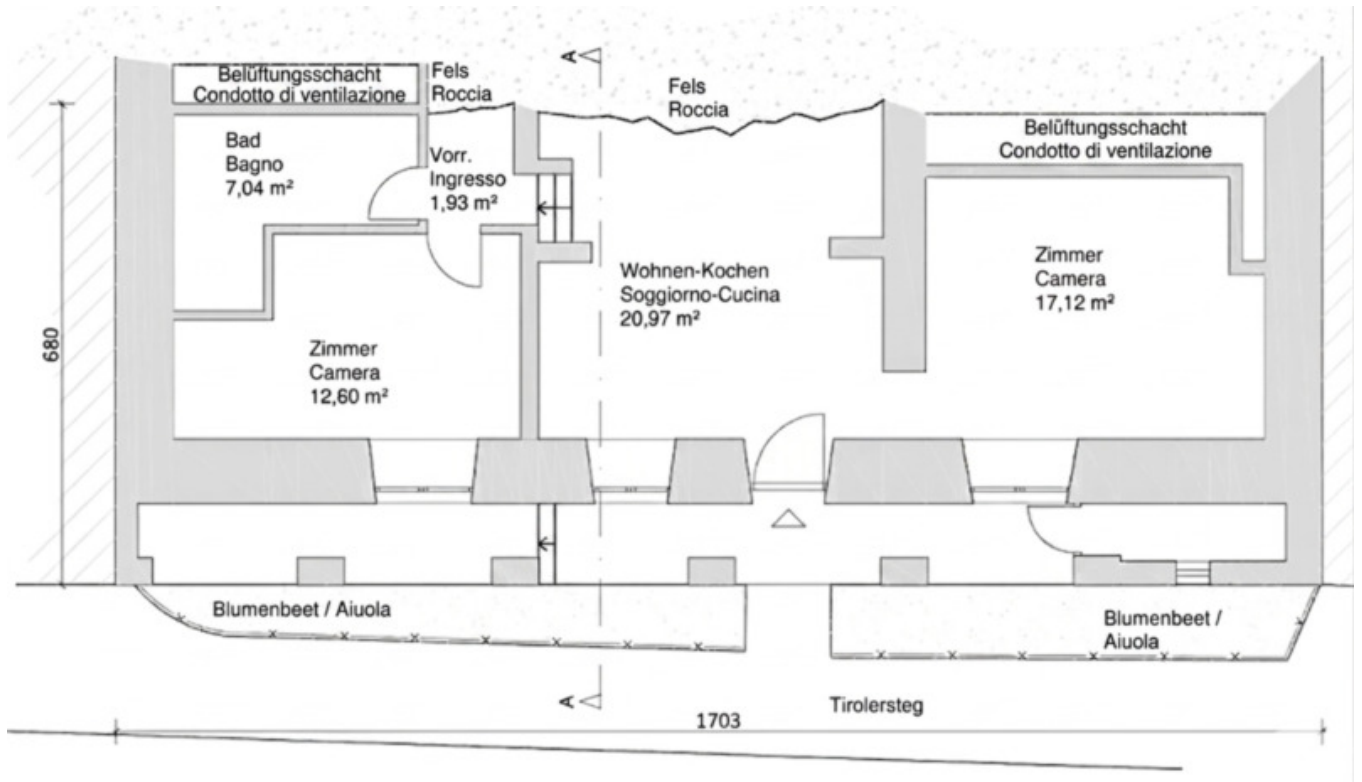 A
Belüftungsschacht
Condotto di ventilazione
Fels
Roccia
Fels
Roccia
Belüftungsschacht
Condotto di ventilazione
Bad
Bagno
7,04 m²
Vorr.
Ingresso
1,93 m²
Wohnen-Kochen
Soggiorno-Cucina
20,97 m²
Zimmer
Camera
17,12 m²
680
Zimmer
Camera
12,60 m²
Blumenbeet / Aiuola
Blumenbeet /
Aiuola
A
Tirolersteg
1703